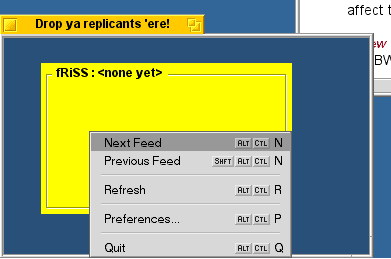 Drop ya replicants 'ere!
affect t
ew
BW
fRiSS : <none yet>
Next Feed ALT CTL N
Previous Feed SHFT ALT CTL N
Refresh ALT CTL R
Preferences... ALT CTL P
Quit ALT CTL Q